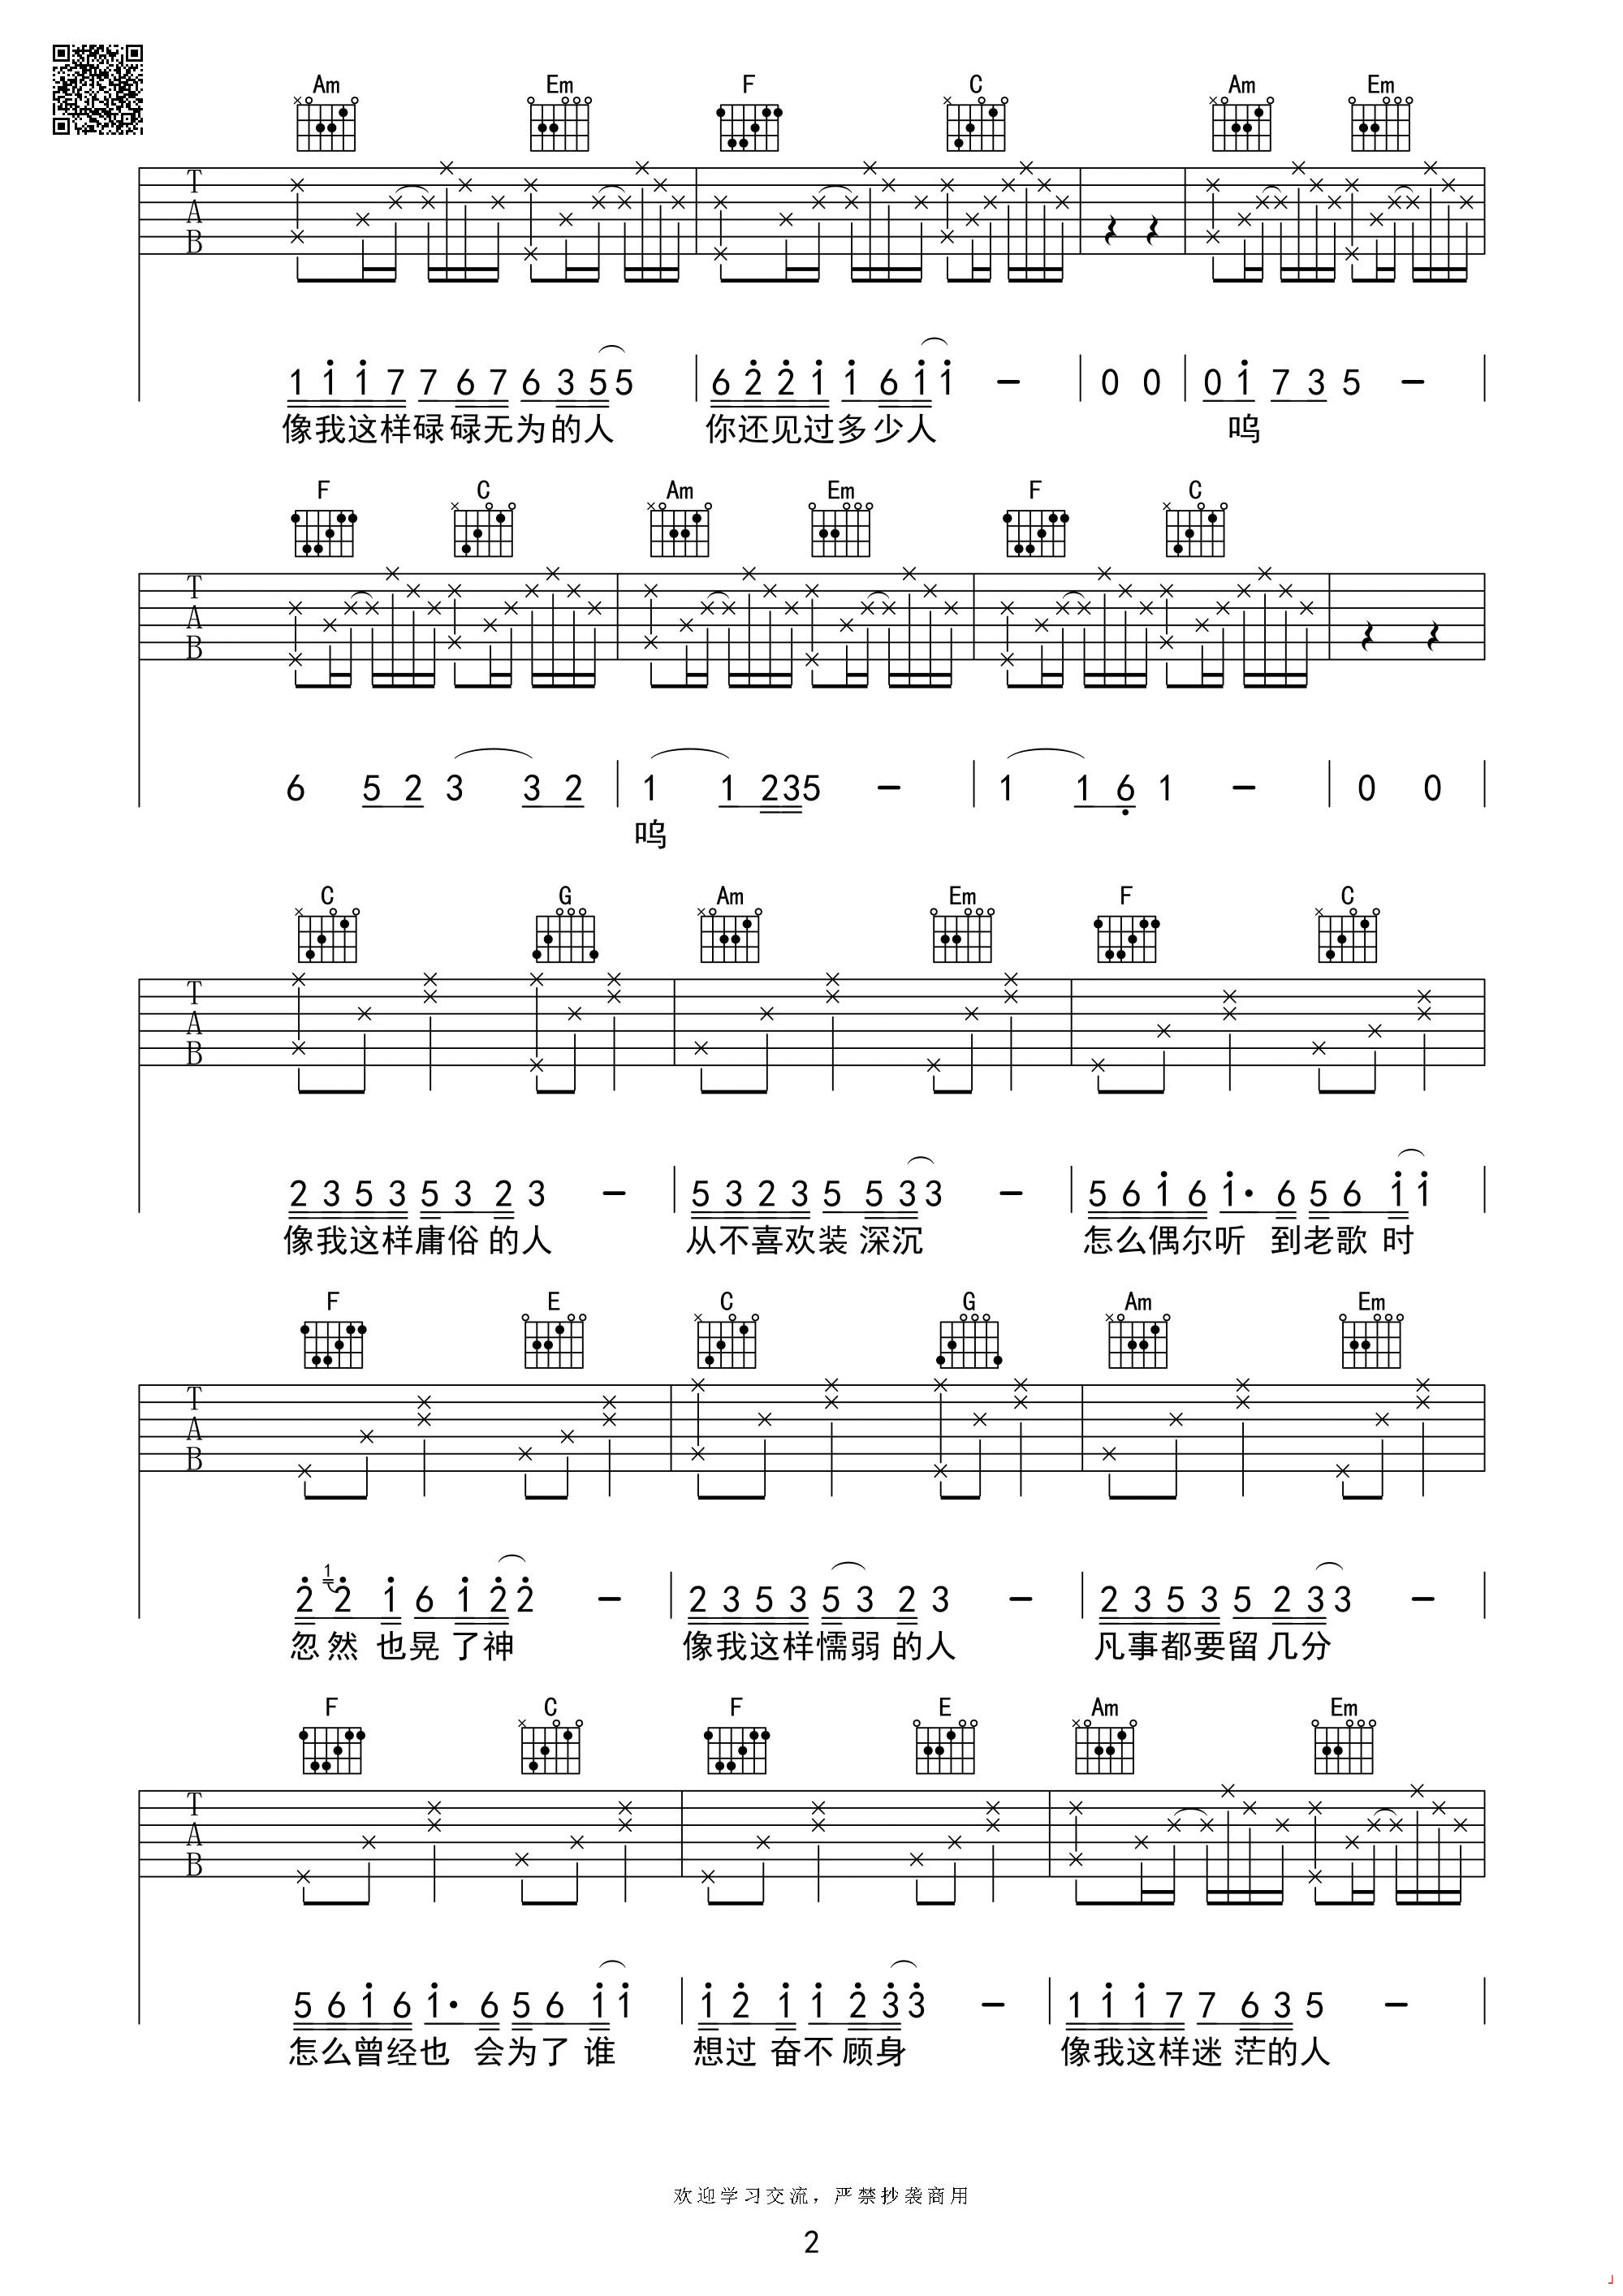 Am Em F C Am Em
T
A
B
1 1 1 7 7 6 7 6 3 5 5 | 6 2 2 1 1 6 1 1 – | 0 0 | 0 1 7 3 5 – |
像我这样碌碌无为的人 你还见过多少人 呜
F C Am Em F C
T
A
B
6 5 2 3 3 2 | 1 1 2 3 5 – | 1 1 6 1 – | 0 0 |
呜
C G Am Em F C
T
A
B
2 3 5 3 5 3 2 3 – | 5 3 2 3 5 5 3 3 – | 5 6 1 6 1· 6 5 6 1 1 |
像我这样庸俗的人 从不喜欢装深沉 怎么偶尔听到老歌时
F E C G Am Em
T
A
B
1
2 2 1 6 1 2 2 – | 2 3 5 3 5 3 2 3 – | 2 3 5 3 5 2 3 3 – |
忽然也晃了神 像我这样懦弱的人 凡事都要留几分
F C F E Am Em
T
A
B
5 6 1 6 1· 6 5 6 1 1 | 1 2 1 1 2 3 3 – | 1 1 1 7 7 6 3 5 – |
怎么曾经也会为了谁 想过奋不顾身 像我这样迷茫的人
欢迎学习交流，严禁抄袭商用
2